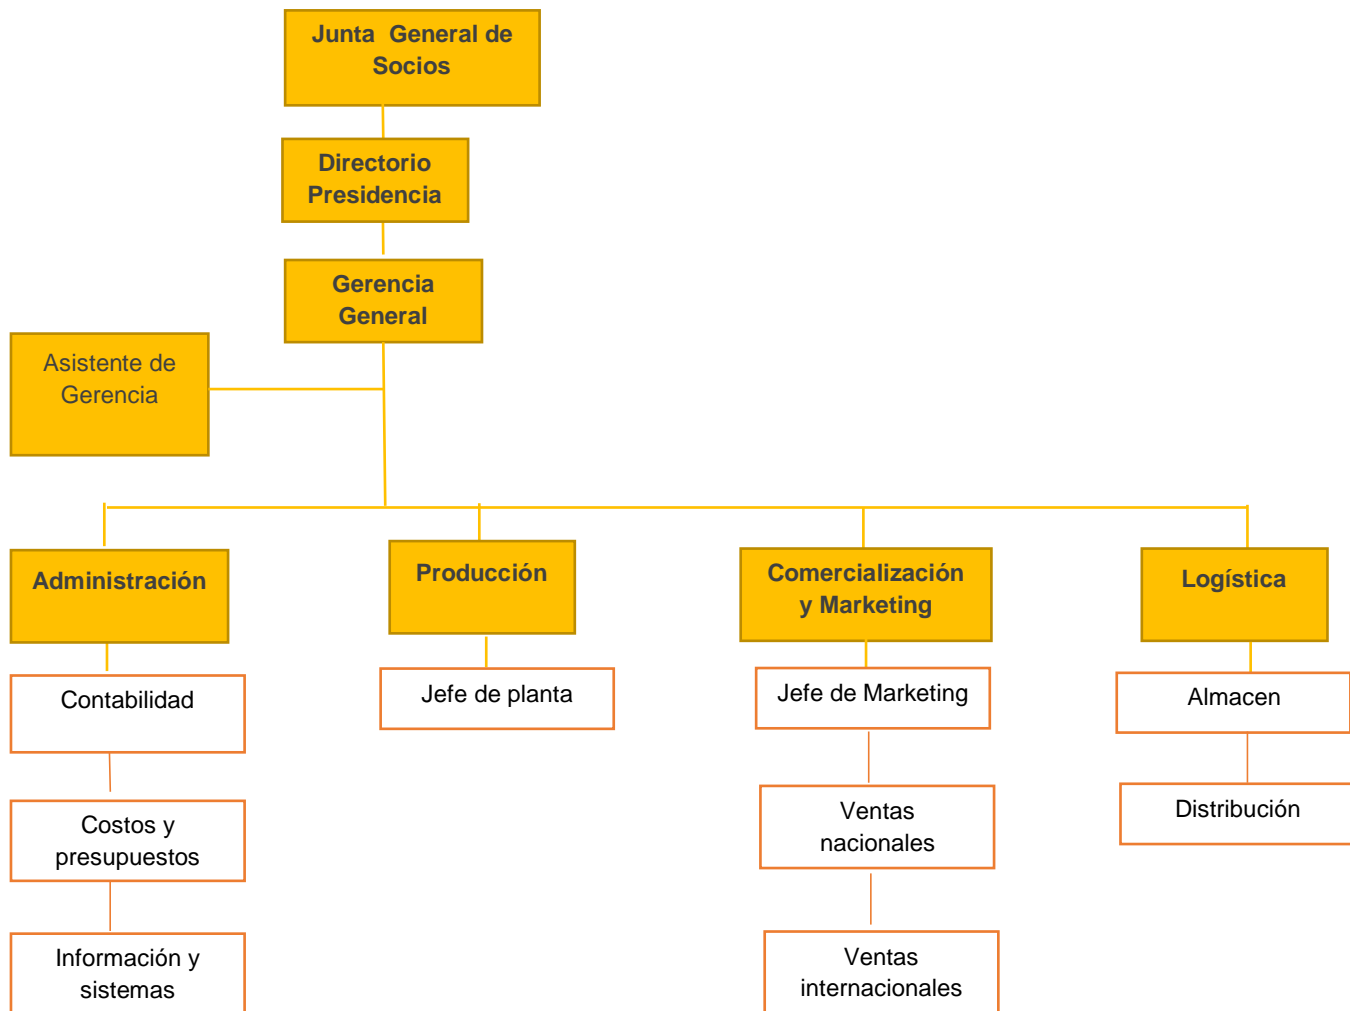 Junta  General de
Socios
Directorio
Presidencia
Gerencia
General
Asistente de
Gerencia
Administración
Producción
Comercialización
y Marketing
Logística
Contabilidad
Jefe de planta
Jefe de Marketing
Almacen
Costos y
presupuestos
Ventas
nacionales
Distribución
Información y
sistemas
Ventas
internacionales